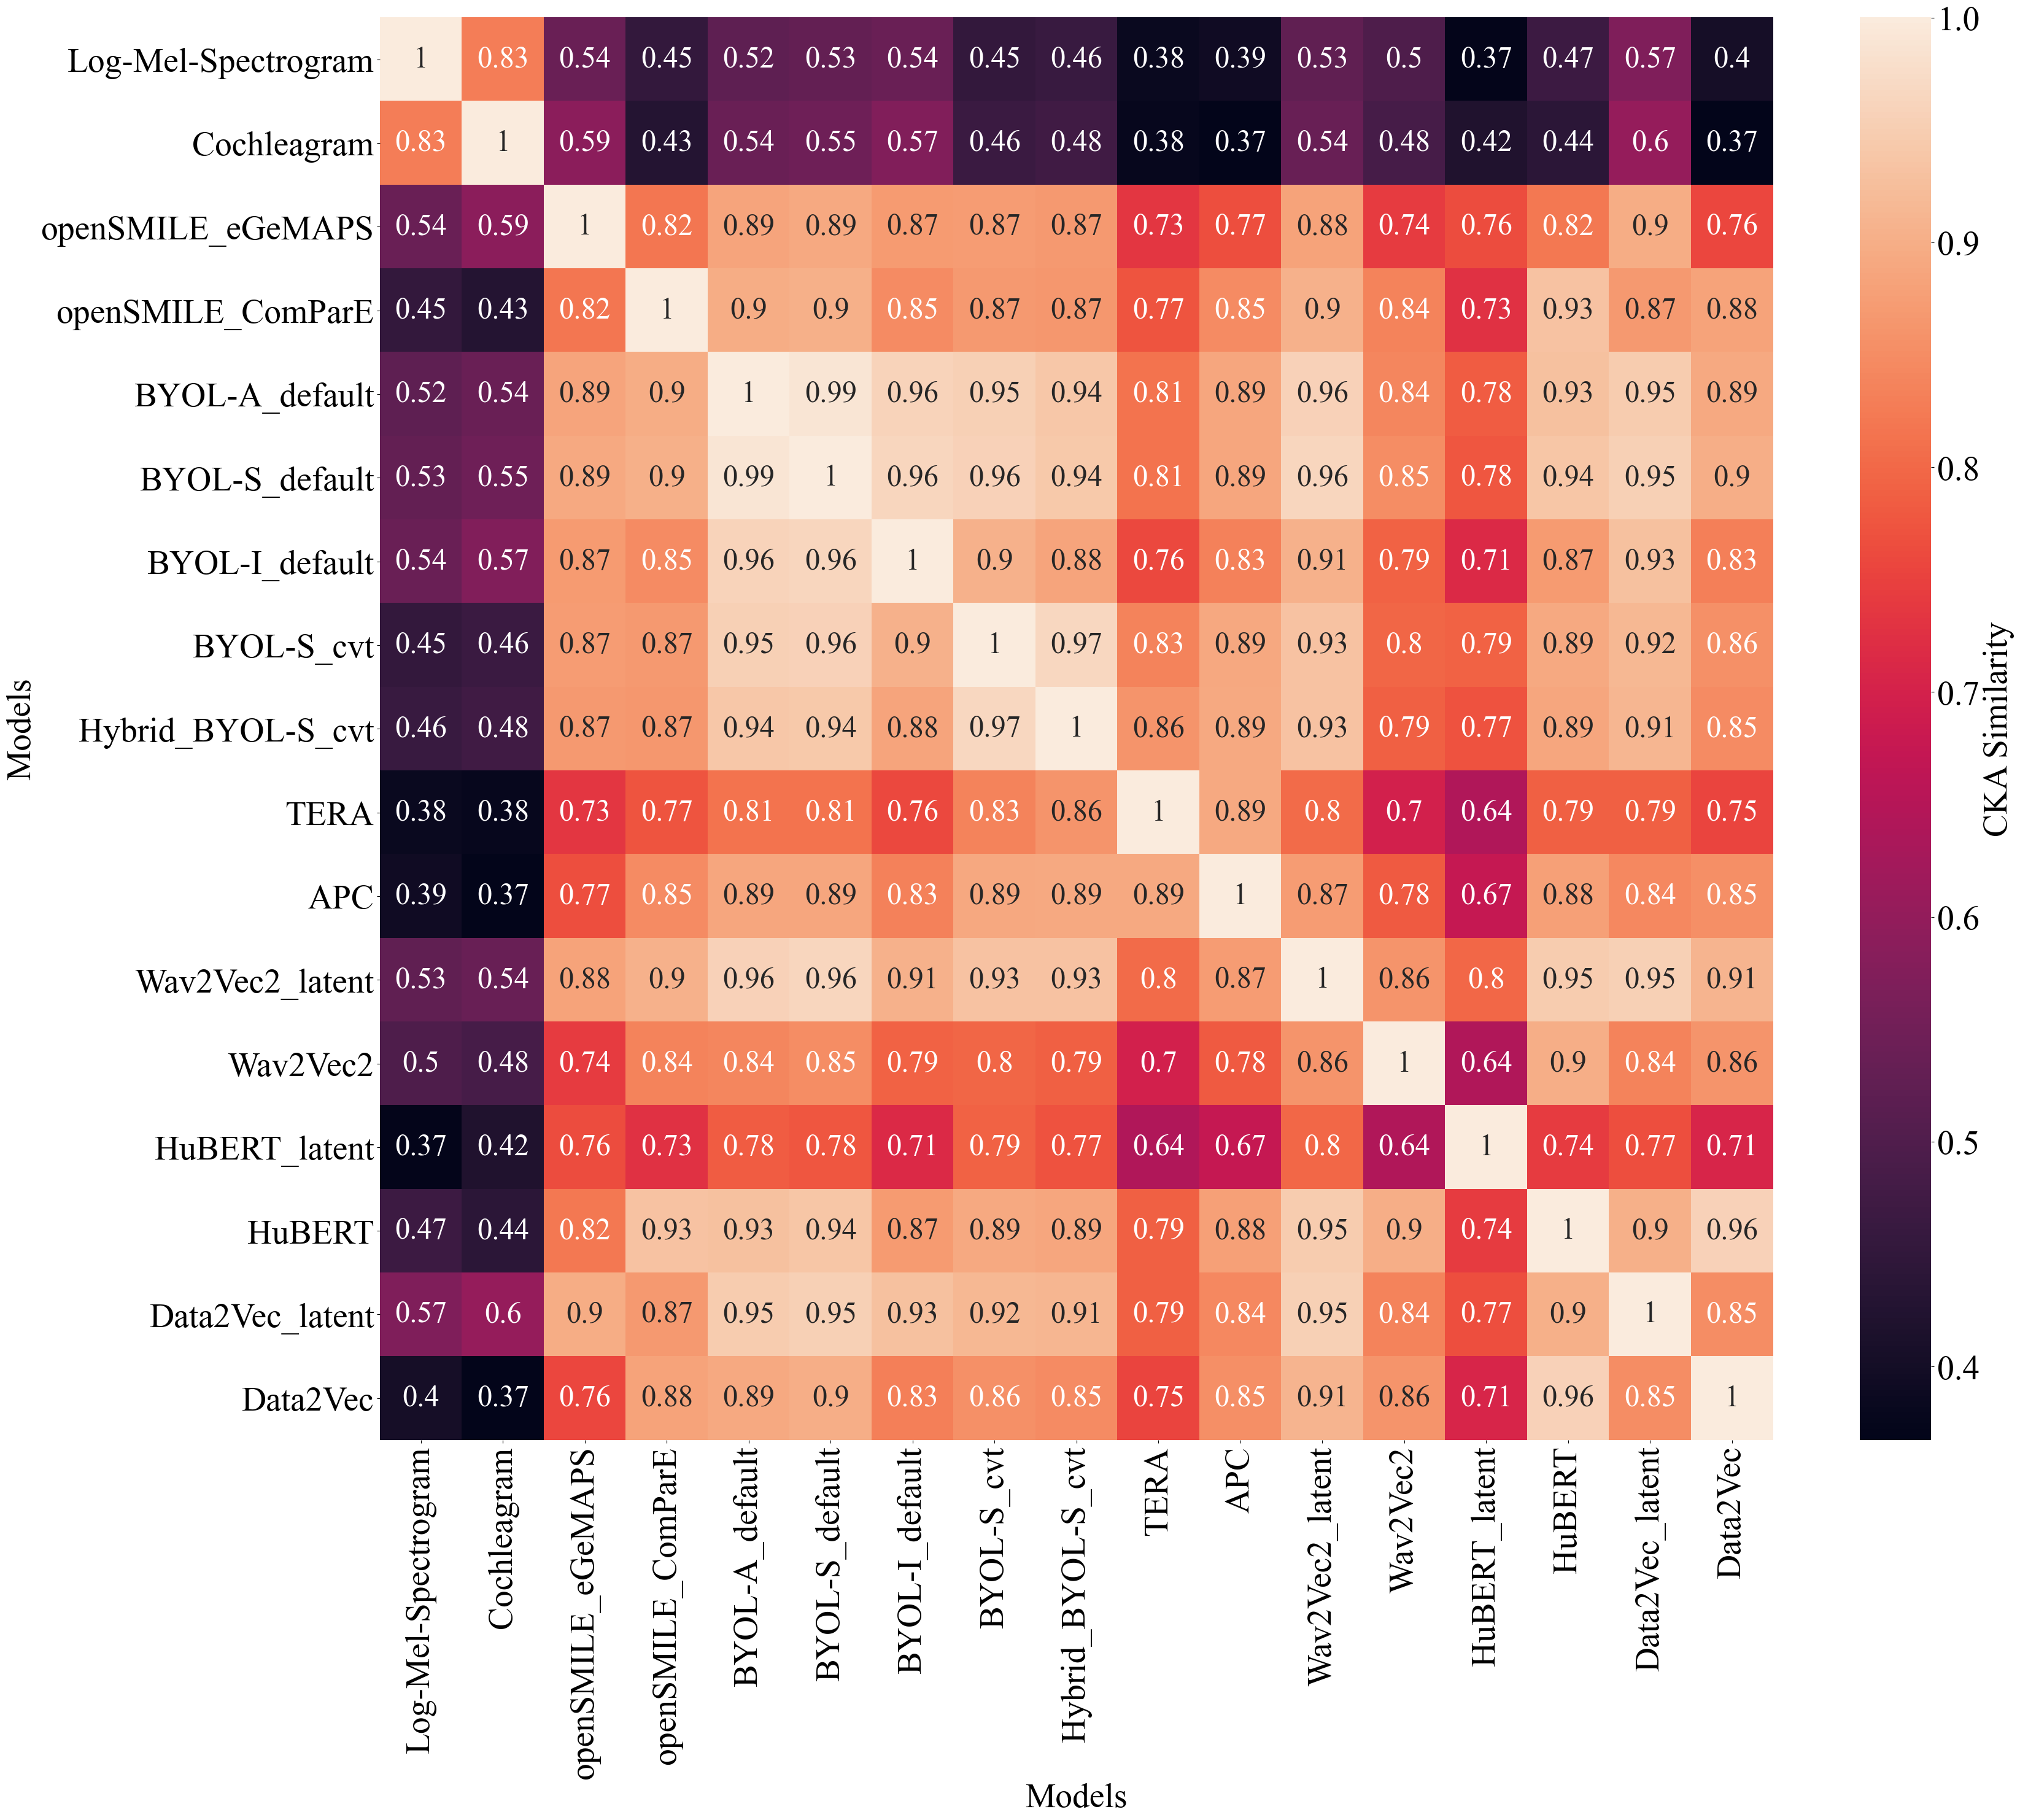 Log-Mel-Spectrogram 1 0.83 0.54 0.45 0.52 0.53 0.54 0.45 0.46 0.38 0.39 0.53 0.5 0.37 0.47 0.57 0.4
Cochleagram 0.83 1 0.59 0.43 0.54 0.55 0.57 0.46 0.48 0.38 0.37 0.54 0.48 0.42 0.44 0.6 0.37
openSMILE_eGeMAPS 0.54 0.59 1 0.82 0.89 0.89 0.87 0.87 0.87 0.73 0.77 0.88 0.74 0.76 0.82 0.9 0.76
openSMILE_ComParE 0.45 0.43 0.82 1 0.9 0.9 0.85 0.87 0.87 0.77 0.85 0.9 0.84 0.73 0.93 0.87 0.88
BYOL-A_default 0.52 0.54 0.89 0.9 1 0.99 0.96 0.95 0.94 0.81 0.89 0.96 0.84 0.78 0.93 0.95 0.89
BYOL-S_default 0.53 0.55 0.89 0.9 0.99 1 0.96 0.96 0.94 0.81 0.89 0.96 0.85 0.78 0.94 0.95 0.9
BYOL-I_default 0.54 0.57 0.87 0.85 0.96 0.96 1 0.9 0.88 0.76 0.83 0.91 0.79 0.71 0.87 0.93 0.83
BYOL-S_cvt 0.45 0.46 0.87 0.87 0.95 0.96 0.9 1 0.97 0.83 0.89 0.93 0.8 0.79 0.89 0.92 0.86
Hybrid_BYOL-S_cvt 0.46 0.48 0.87 0.87 0.94 0.94 0.88 0.97 1 0.86 0.89 0.93 0.79 0.77 0.89 0.91 0.85
TERA 0.38 0.38 0.73 0.77 0.81 0.81 0.76 0.83 0.86 1 0.89 0.8 0.7 0.64 0.79 0.79 0.75
APC 0.39 0.37 0.77 0.85 0.89 0.89 0.83 0.89 0.89 0.89 1 0.87 0.78 0.67 0.88 0.84 0.85
Wav2Vec2_latent 0.53 0.54 0.88 0.9 0.96 0.96 0.91 0.93 0.93 0.8 0.87 1 0.86 0.8 0.95 0.95 0.91
Wav2Vec2 0.5 0.48 0.74 0.84 0.84 0.85 0.79 0.8 0.79 0.7 0.78 0.86 1 0.64 0.9 0.84 0.86
HuBERT_latent 0.37 0.42 0.76 0.73 0.78 0.78 0.71 0.79 0.77 0.64 0.67 0.8 0.64 1 0.74 0.77 0.71
HuBERT 0.47 0.44 0.82 0.93 0.93 0.94 0.87 0.89 0.89 0.79 0.88 0.95 0.9 0.74 1 0.9 0.96
Data2Vec_latent 0.57 0.6 0.9 0.87 0.95 0.95 0.93 0.92 0.91 0.79 0.84 0.95 0.84 0.77 0.9 1 0.85
Data2Vec 0.4 0.37 0.76 0.88 0.89 0.9 0.83 0.86 0.85 0.75 0.85 0.91 0.86 0.71 0.96 0.85 1
Models
Log-Mel-Spectrogram
Cochleagram
openSMILE_eGeMAPS
openSMILE_ComParE
BYOL-A_default
BYOL-S_default
BYOL-I_default
BYOL-S_cvt
Hybrid_BYOL-S_cvt
TERA
APC
Wav2Vec2_latent
Wav2Vec2
HuBERT_latent
HuBERT
Data2Vec_latent
Data2Vec
Models
1.0
0.9
0.8
0.7
0.6
0.5
0.4
CKA Similarity